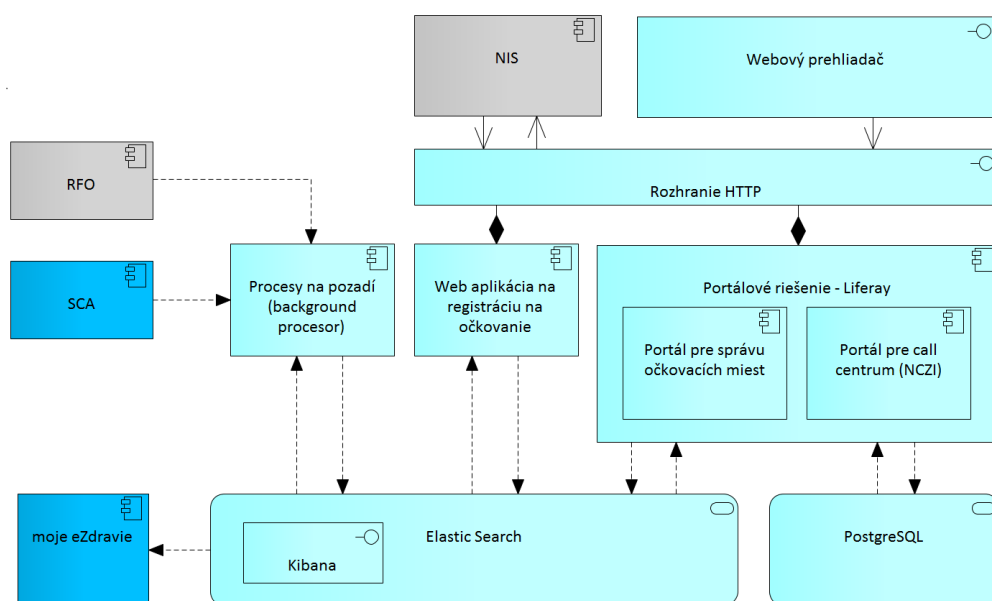 NIS
Webový prehliadač
RFO
Rozhranie HTTP
SCA
Procesy na pozadí
(background
procesor)
Web aplikácia na
registráciu na
očkovanie
Portálové riešenie - Liferay
Portál pre správu
očkovacích miest
Portál pre call
centrum (NCZI)
moje eZdravie
Elastic Search
Kibana
PostgreSQL